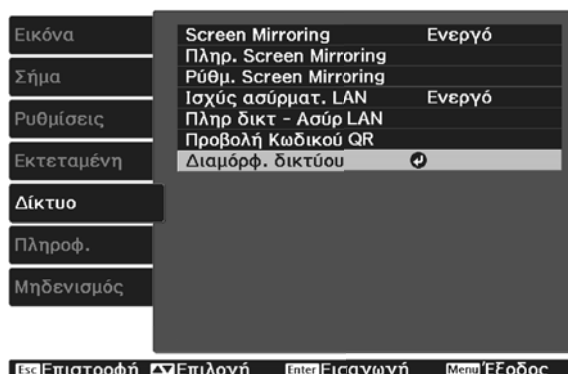 Εικόνα
Σήμα
Ρυθμίσεις
Εκτεταμένη
Δίκτυο
Πληροφ.
Μηδενισμός
Screen Mirroring Ενεργό
Πληρ. Screen Mirroring
Ρύθμ. Screen Mirroring
Ισχύς ασύρματ. LAN Ενεργό
Πληρ δικτ - Ασύρ LAN
Προβολή Κωδικού QR
Διαμόρφ. δικτύου
Esc Επιστροφή Επιλογή Enter Εισαγωγή Menu Έξοδος